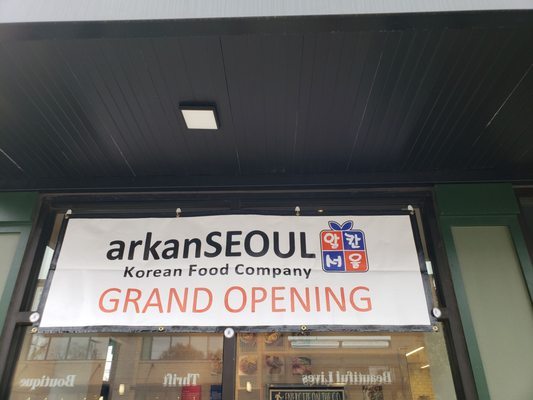 arkanSEOUL
Korean Food Company
GRAND OPENING
알칸
서울
Boutique
Thrift
Beautiful Lives